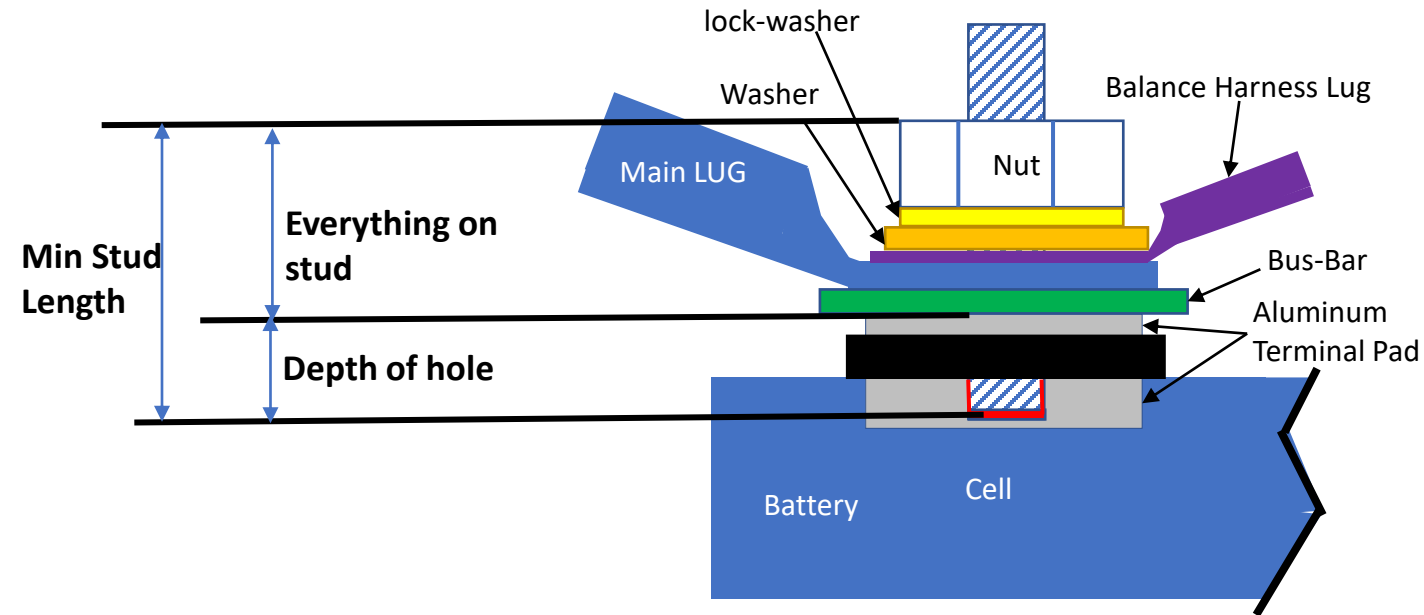 lock-washer
Washer
Balance Harness Lug
Main LUG
Nut
Everything on
stud
Min Stud
Length
Bus-Bar
Aluminum
Terminal Pad
Depth of hole
Cell
Battery